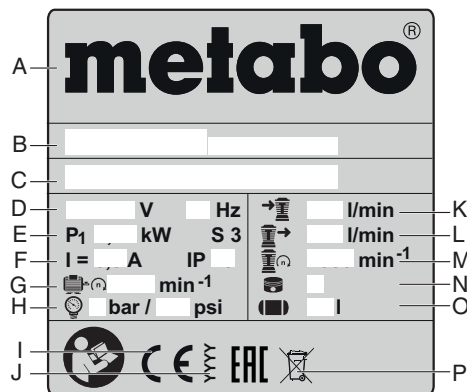 metabo®
A
B
C
D V Hz
E P1 kW S 3
F I = A IP
G n min-1
H bar / psi
l/min K
l/min L
n min-1 M
N
l O
I
J CE EAC P